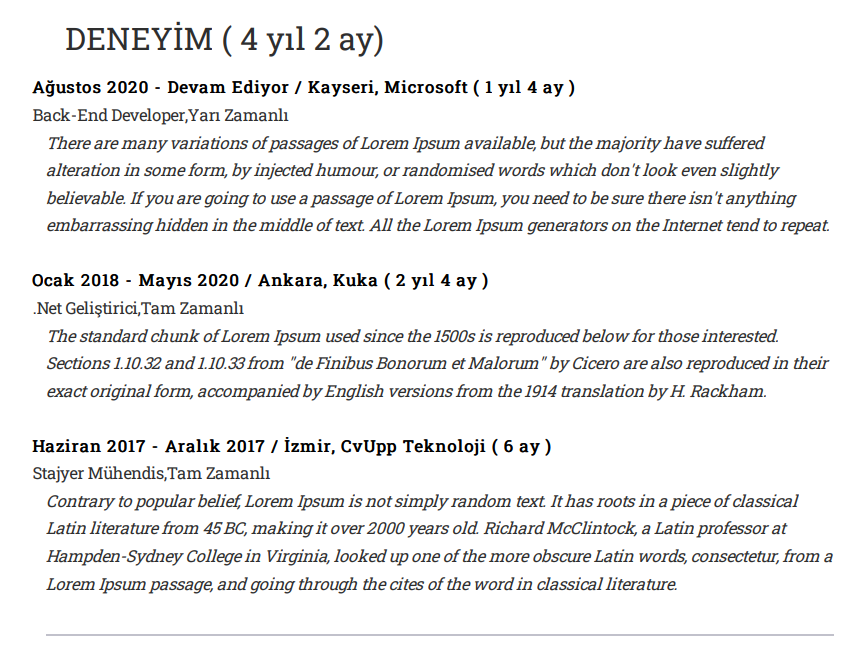 DENEYİM ( 4 yıl 2 ay)
Ağustos 2020 - Devam Ediyor / Kayseri, Microsoft ( 1 yıl 4 ay )
Back-End Developer,Yarı Zamanlı
There are many variations of passages of Lorem Ipsum available, but the majority have suffered
alteration in some form, by injected humour, or randomised words which don't look even slightly
believable. If you are going to use a passage of Lorem Ipsum, you need to be sure there isn't anything
embarrassing hidden in the middle of text. All the Lorem Ipsum generators on the Internet tend to repeat.
Ocak 2018 - Mayıs 2020 / Ankara, Kuka ( 2 yıl 4 ay )
.Net Geliştirici,Tam Zamanlı
The standard chunk of Lorem Ipsum used since the 1500s is reproduced below for those interested.
Sections 1.10.32 and 1.10.33 from "de Finibus Bonorum et Malorum" by Cicero are also reproduced in their
exact original form, accompanied by English versions from the 1914 translation by H. Rackham.
Haziran 2017 - Aralık 2017 / İzmir, CvUpp Teknoloji ( 6 ay )
Stajyer Mühendis,Tam Zamanlı
Contrary to popular belief, Lorem Ipsum is not simply random text. It has roots in a piece of classical
Latin literature from 45 BC, making it over 2000 years old. Richard McClintock, a Latin professor at
Hampden-Sydney College in Virginia, looked up one of the more obscure Latin words, consectetur, from a
Lorem Ipsum passage, and going through the cites of the word in classical literature.